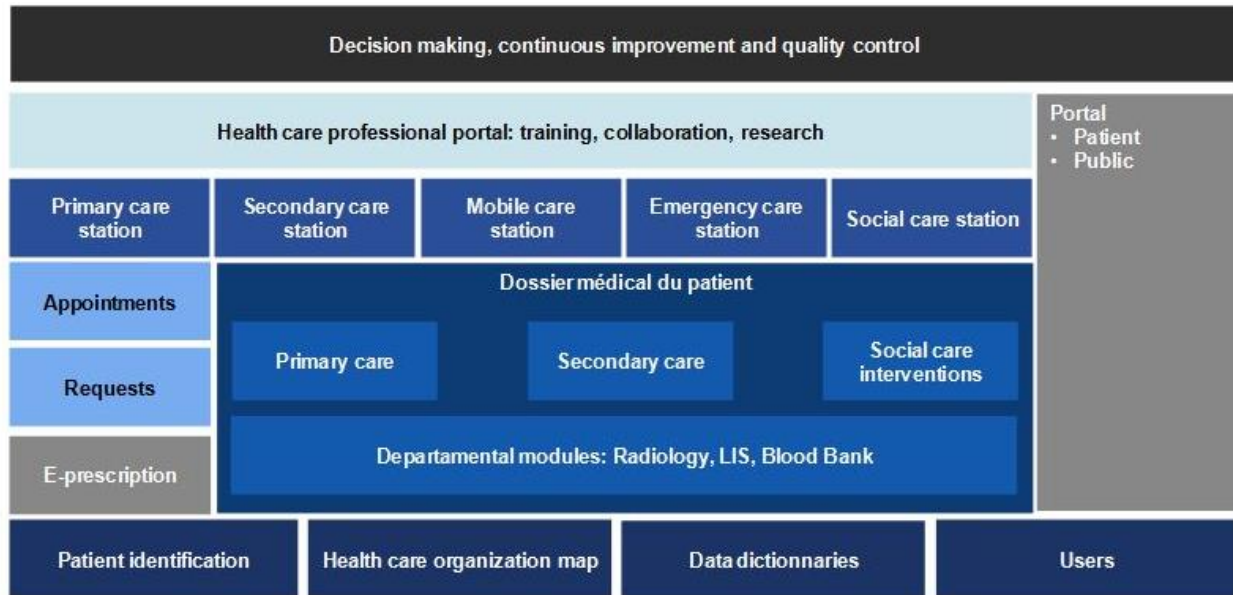 Decision making, continuous improvement and quality control
Health care professional portal: training, collaboration, research
Portal
• Patient
• Public
Primary care
station
Secondary care
station
Mobile care
station
Emergency care
station
Social care station
Appointments
Dossier médical du patient
Primary care
Secondary care
Social care
interventions
Requests
Departamental modules: Radiology, LIS, Blood Bank
E-prescription
Patient identification
Health care organization map
Data dictionnaries
Users